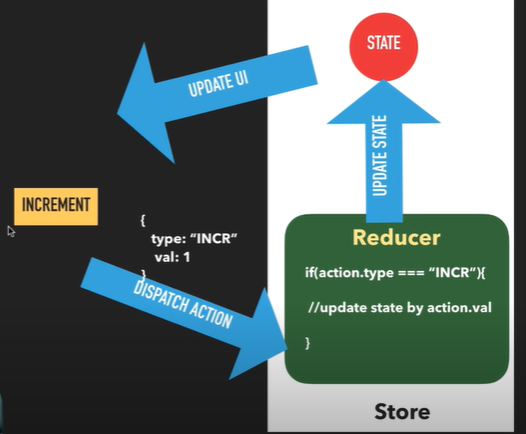 STATE
UPDATE UI
UPDATE STATE
INCREMENT
{
type: “INCR”
val: 1
}
DISPATCH ACTION
Reducer
if(action.type === “INCR”){
//update state by action.val
}
Store